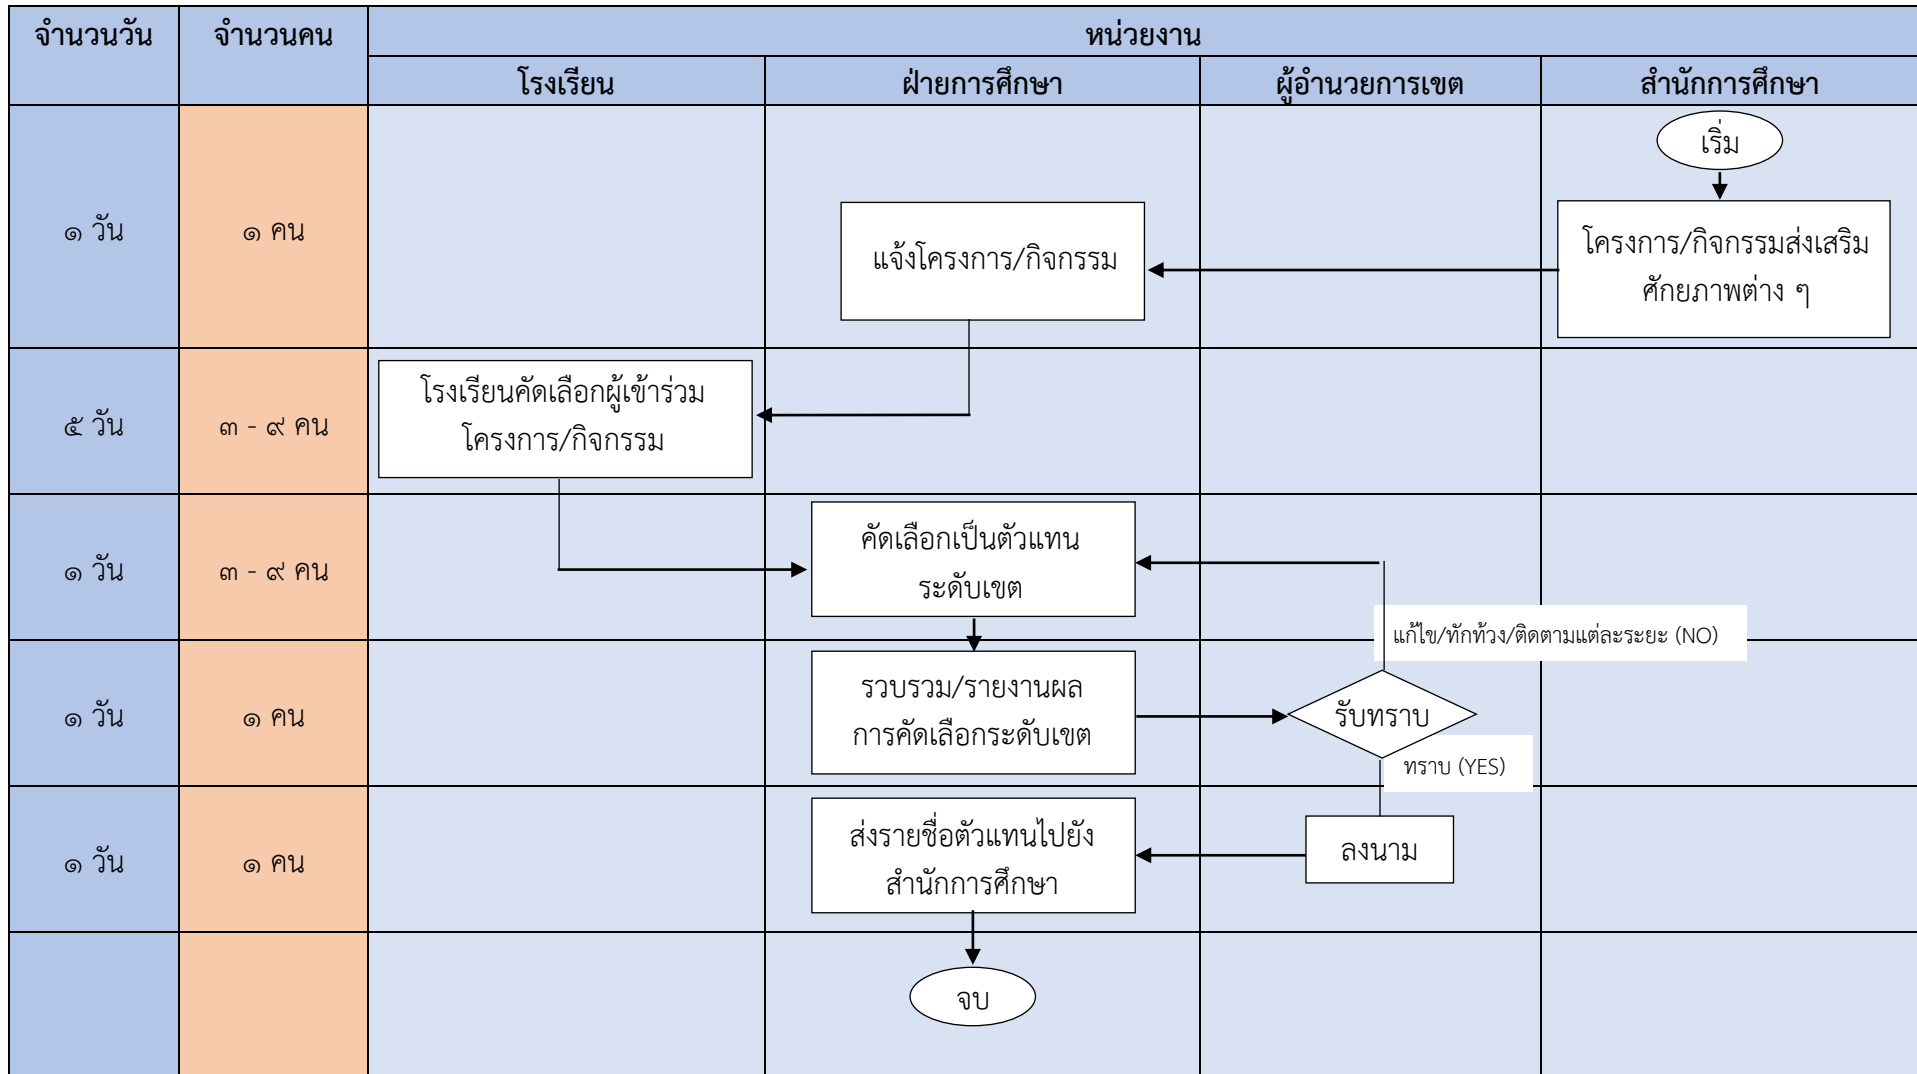 จำนวนวัน
จำนวนคน
หน่วยงาน
โรงเรียน
ฝ่ายการศึกษา
ผู้อำนวยการเขต
สำนักการศึกษา
เริ่ม
๑ วัน
๑ คน
แจ้งโครงการ/กิจกรรม
โครงการ/กิจกรรมส่งเสริม
ศักยภาพต่าง ๆ
๕ วัน
๓ - ๙ คน
โรงเรียนคัดเลือกผู้เข้าร่วม
โครงการ/กิจกรรม
๑ วัน
๓ - ๙ คน
คัดเลือกเป็นตัวแทน
ระดับเขต
แก้ไข/ทักท้วง/ติดตามแต่ละระยะ (NO)
๑ วัน
๑ คน
รวบรวม/รายงานผล
การคัดเลือกระดับเขต
รับทราบ
ทราบ (YES)
๑ วัน
๑ คน
ส่งรายชื่อตัวแทนไปยัง
สำนักการศึกษา
ลงนาม
จบ